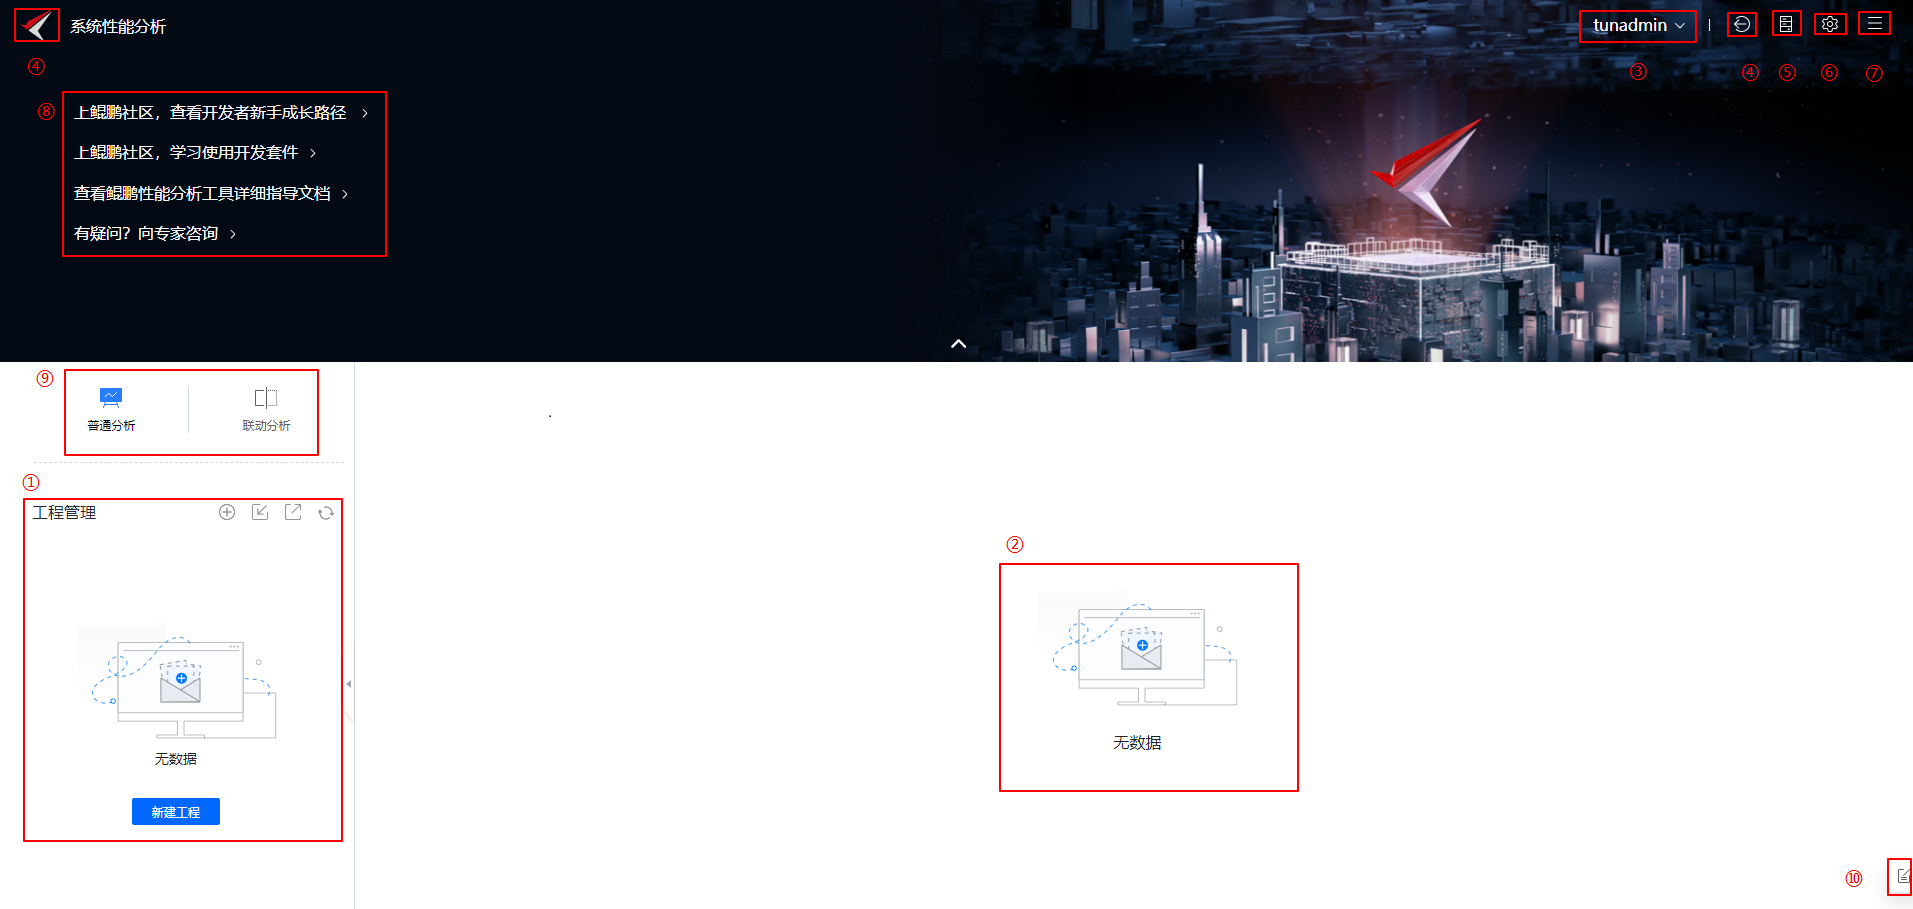 系统性能分析
tunadmin
④
③
④
⑤
⑥
⑦
⑧
上鲲鹏社区，查看开发者新手成长路径
上鲲鹏社区，学习使用开发套件
查看鲲鹏性能分析工具详细指导文档
有疑问？向专家咨询
⑨
普通分析
联动分析
①
工程管理
无数据
新建工程
②
无数据
⑩